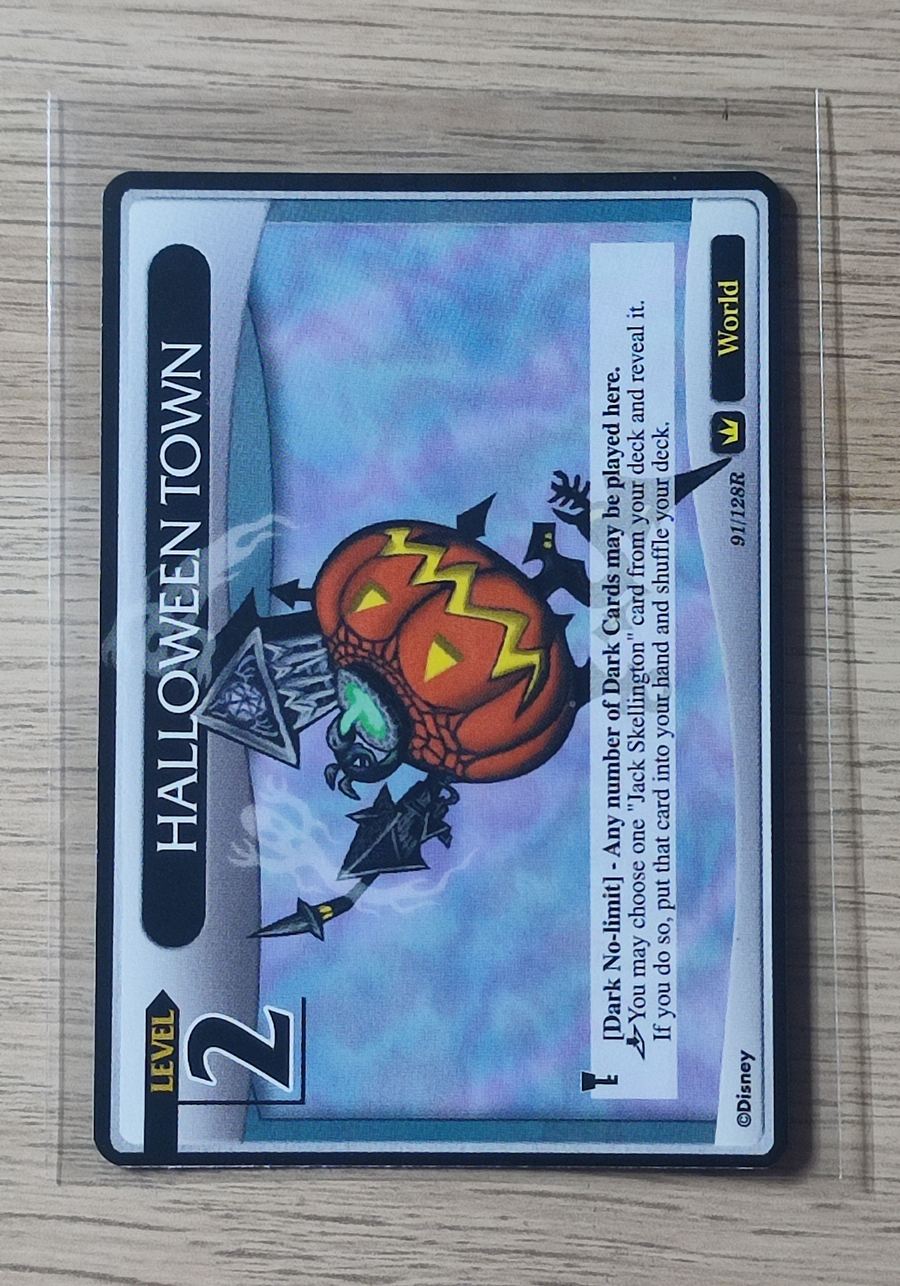 LEVEL
2
HALLOWEEN TOWN
[Dark No-limit] - Any number of Dark Cards may be played here.
You may choose one "Jack Skellington" card from your deck and reveal it.
If you do so, put that card into your hand and shuffle your deck.
©Disney
91/128R
World